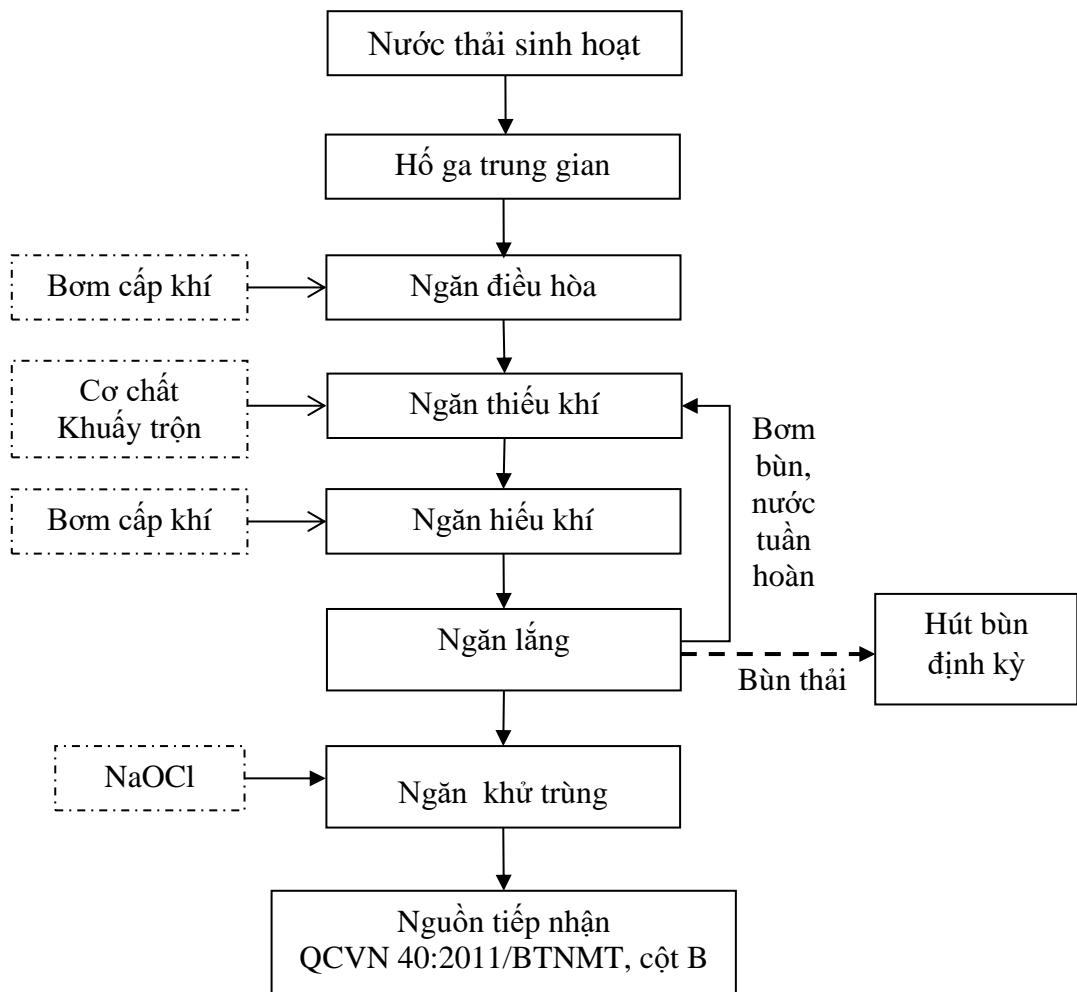 Nước thải sinh hoạt
Hố ga trung gian
Bơm cấp khí
Ngăn điều hòa
Cơ chất
Khuấy trộn
Ngăn thiếu khí
Bơm
bùn,
nước
tuần
hoàn
Bơm cấp khí
Ngăn hiếu khí
Ngăn lắng
Bùn thải
Hút bùn
định kỳ
NaOCl
Ngăn khử trùng
Nguồn tiếp nhận
QCVN 40:2011/BTNMT, cột B